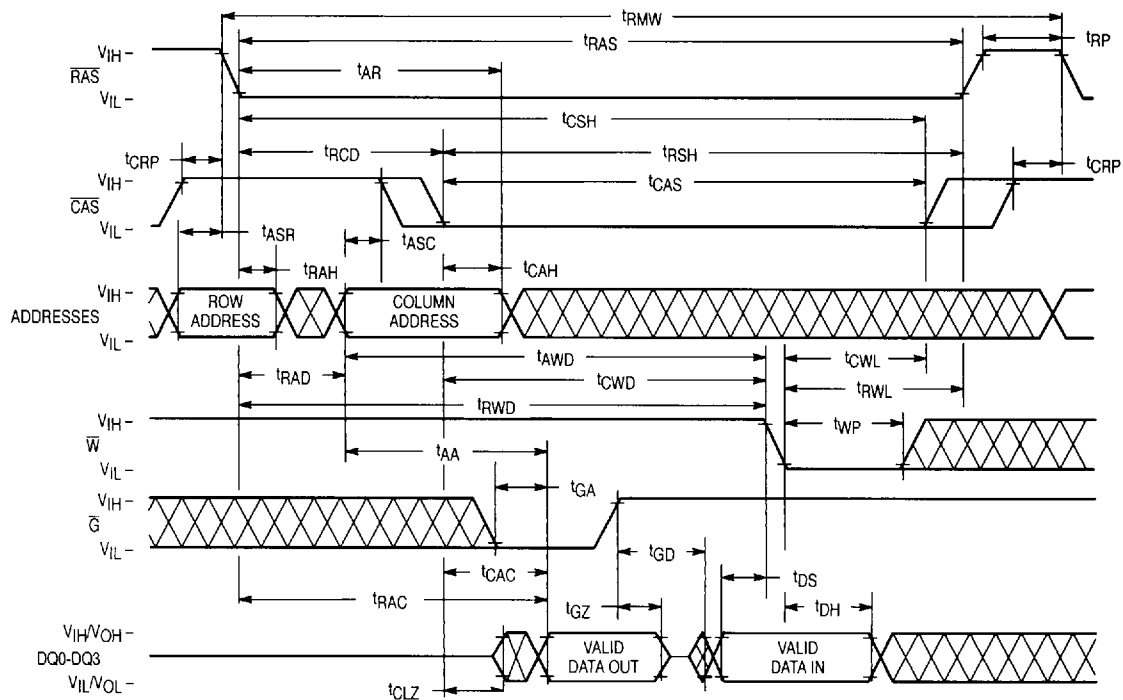 tRMW
tRAS
tRP
VIH –
RAS
VIL –
tAR
tCSH
tCRP
tRCD
tRSH
tCRP
VIH –
CAS
VIL –
tCAS
tASR
tASC
tRAH
tCAH
VIH –
ADDRESSES
VIL –
ROW
ADDRESS
COLUMN
ADDRESS
tAWD
tCWL
tRAD
tCWD
tRWL
tRWD
VIH –
W
VIL –
tWP
tAA
tGA
VIH –
G
VIL –
tGD
tCAC
tDS
tRAC
tGZ
tDH
VIH/VOH –
DQ0-DQ3
VIL/VOL –
VALID
DATA OUT
VALID
DATA IN
tCLZ